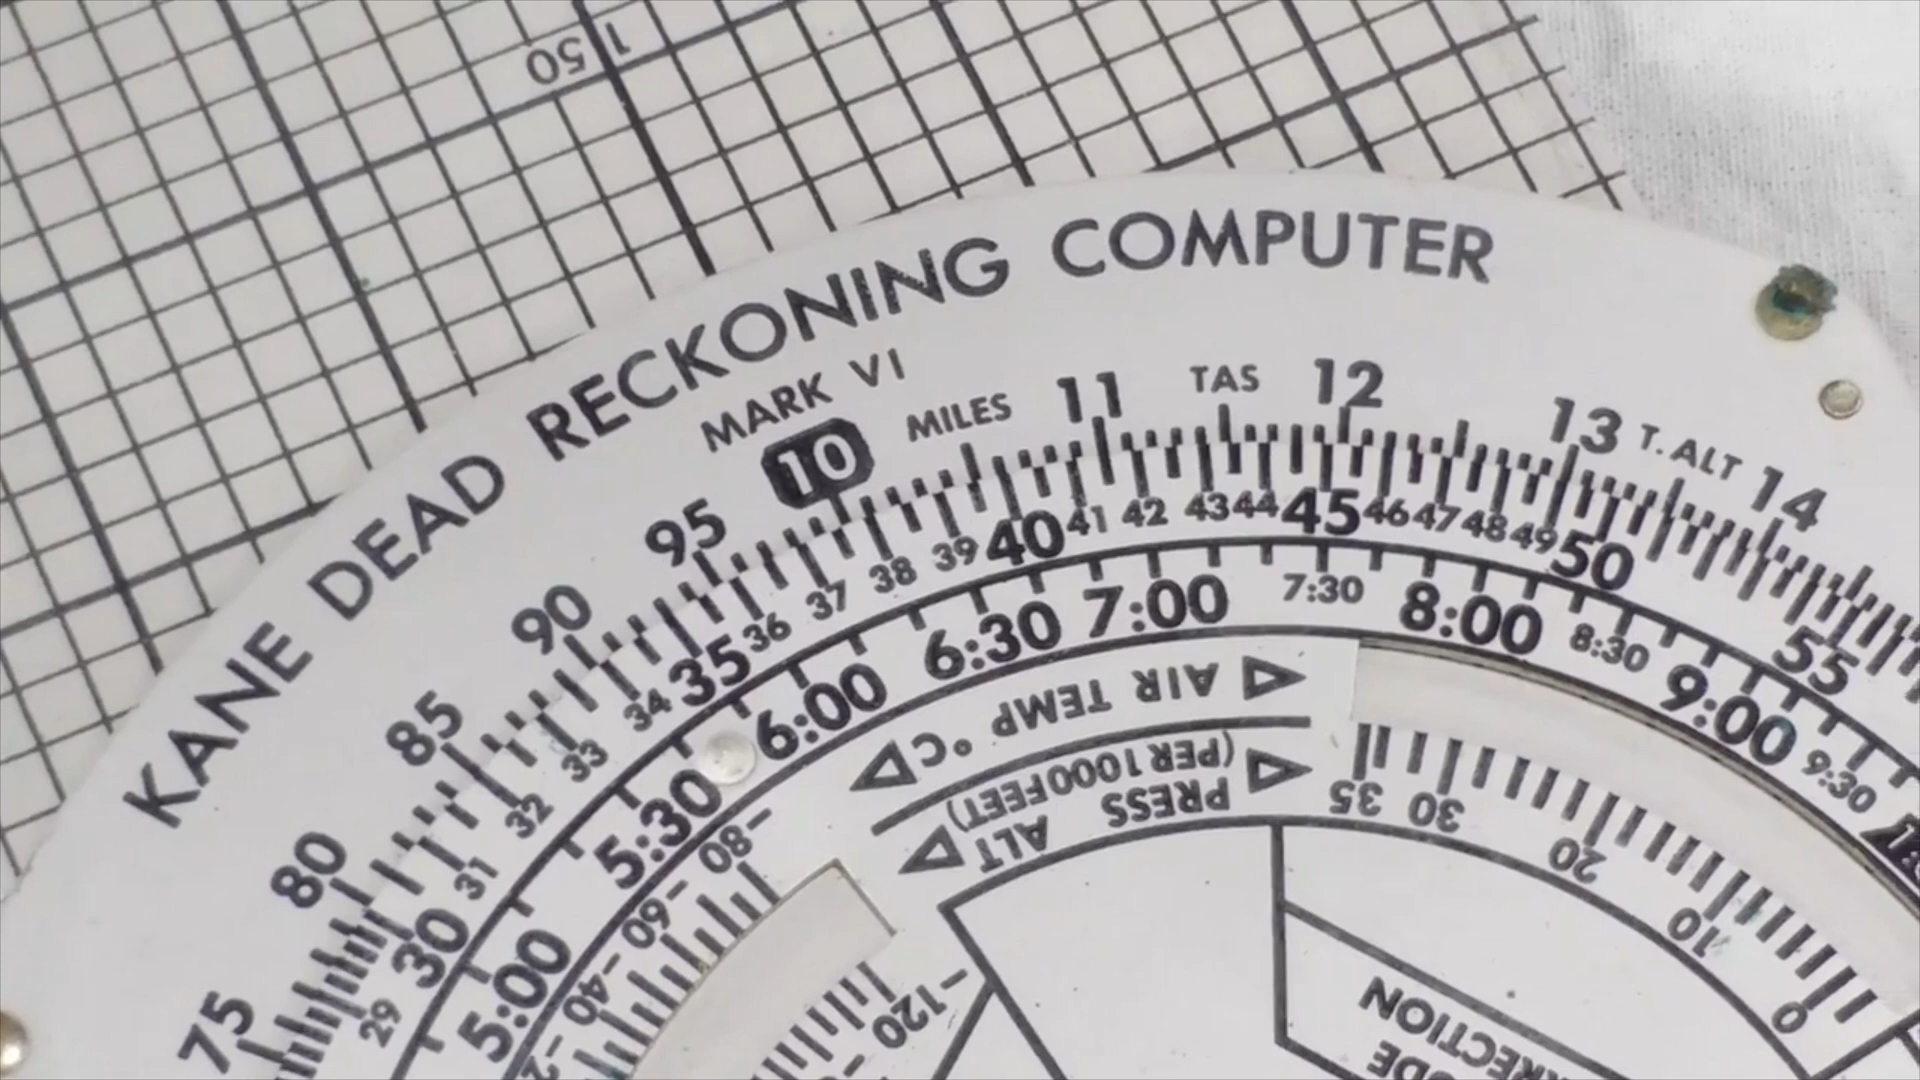 1 50
KANE DEAD RECKONING COMPUTER
MARK VI
75 80 85 90 95 10 MILES 11 TAS 12 13 T. ALT 14
29 30 31 32 33 34 35 36 37 38 39 40 41 42 43 44 45 46 47 48 49 50 55
5:00 5:30 6:00 6:30 7:00 7:30 8:00 8:30 9:00 9:30
AIR TEMP °C
PRESS ALT
(PER 1000 FEET)
35 30 20 10 0
-80 -60 -40
-120